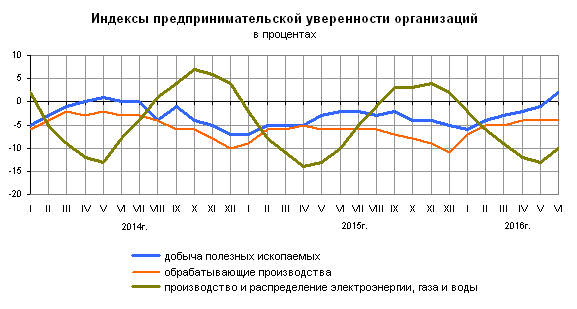 Индексы предпринимательской уверенности организаций
в процентах
10
5
0
-5
-10
-15
-20
I II III IV V VI VII VIII IX X XI XII I II III IV V VI VII VIII IX X XI XII I II III IV V VI
2014г. 2015г. 2016г.
добыча полезных ископаемых
обрабатывающие производства
производство и распределение электроэнергии, газа и воды